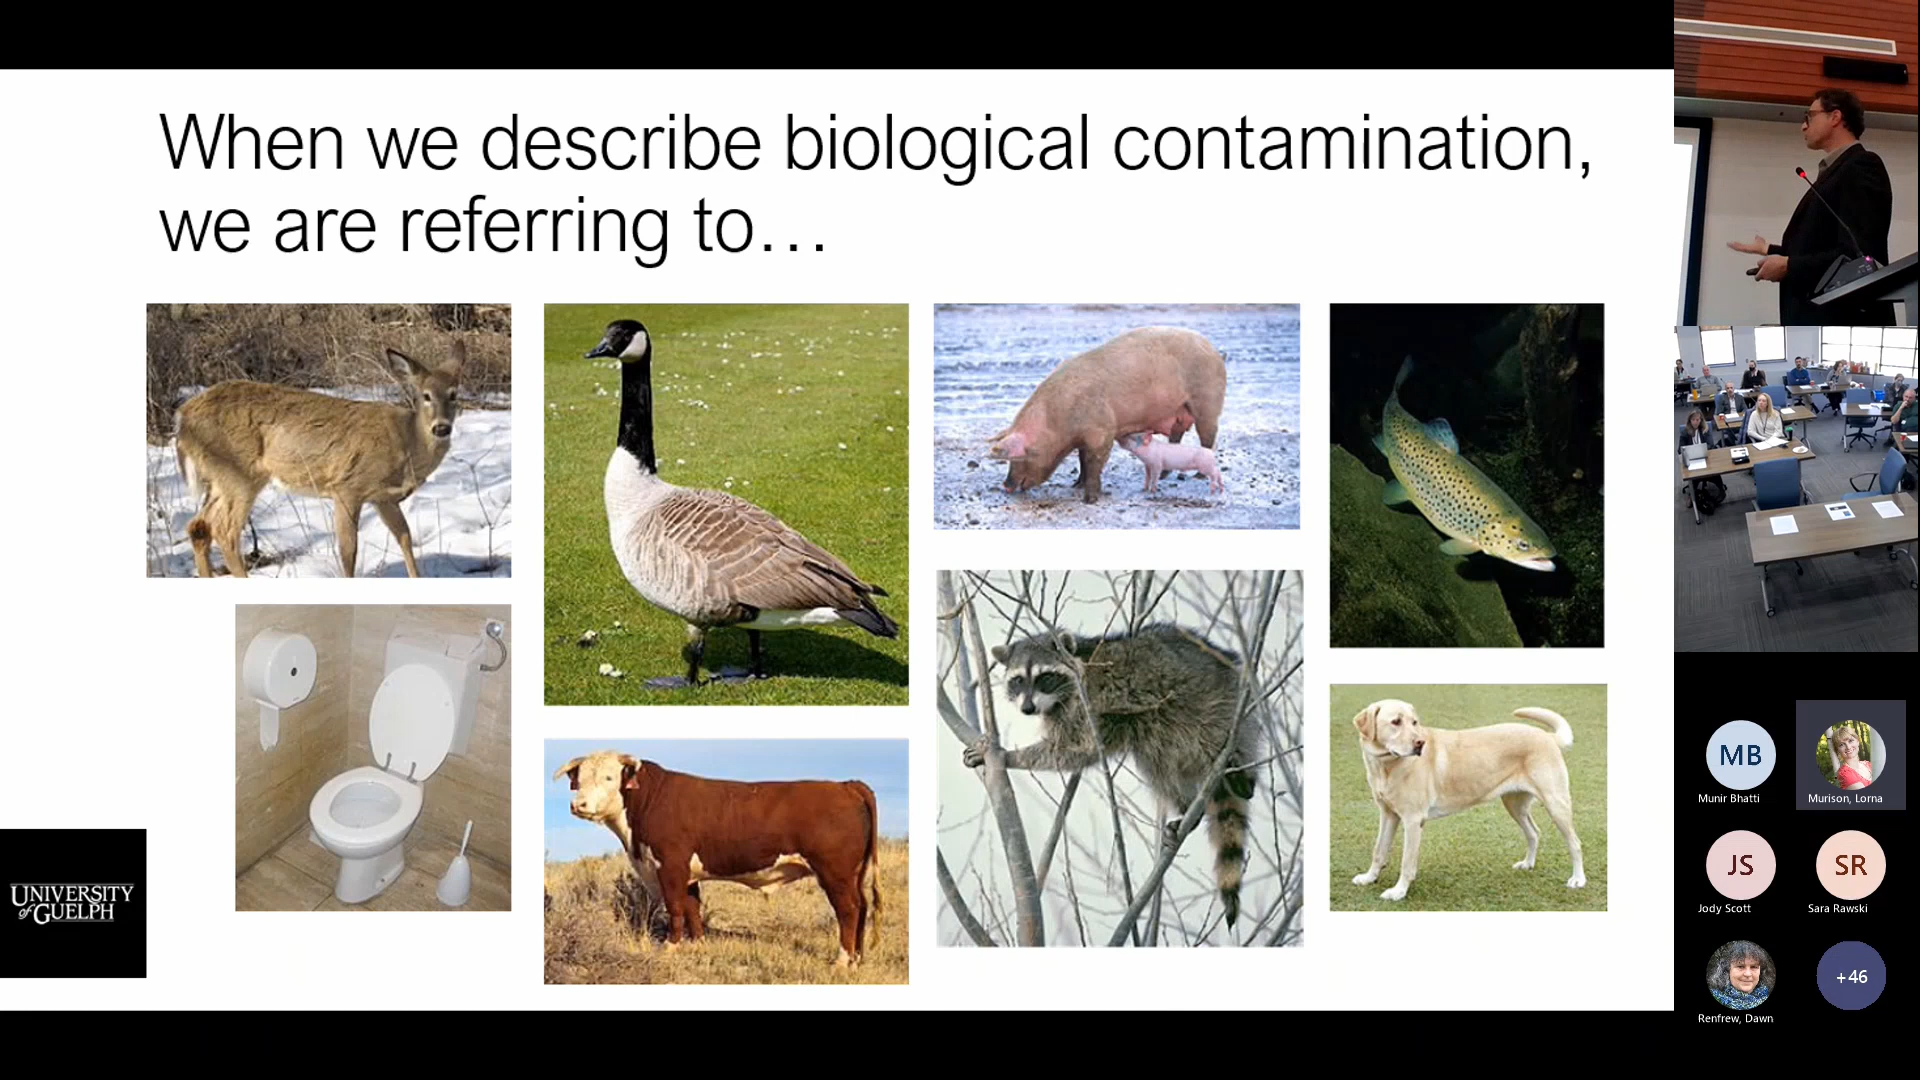 When we describe biological contamination,
we are referring to…
UNIVERSITY
of GUELPH
MB
Munir Bhatti
Murison, Lorna
JS
Jody Scott
SR
Sara Rawski
Renfrew, Dawn
+46